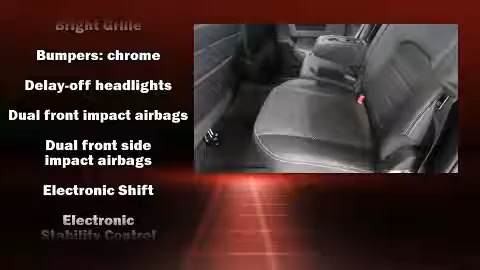 Bright Grille
Bumpers: chrome
Delay-off headlights
Dual front impact airbags
Dual front side
impact airbags
Electronic Shift
Electronic
Stability Control